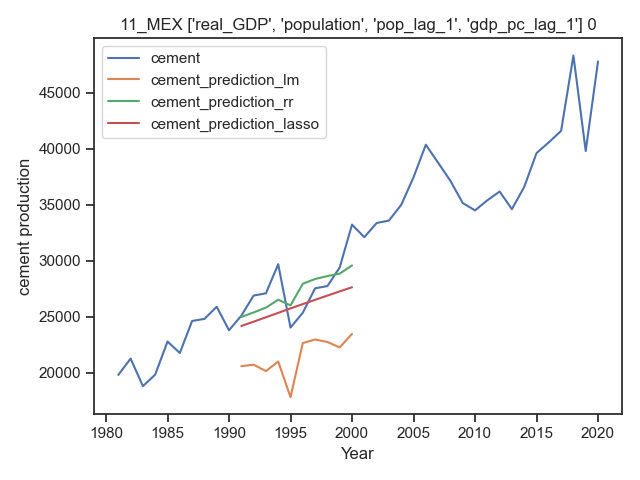 11_MEX ['real_GDP', 'population', 'pop_lag_1', 'gdp_pc_lag_1'] 0
cement
cement_prediction_lm
cement_prediction_rr
cement_prediction_lasso
45000
40000
35000
30000
25000
20000
cement production
1980 1985 1990 1995 2000 2005 2010 2015 2020
Year